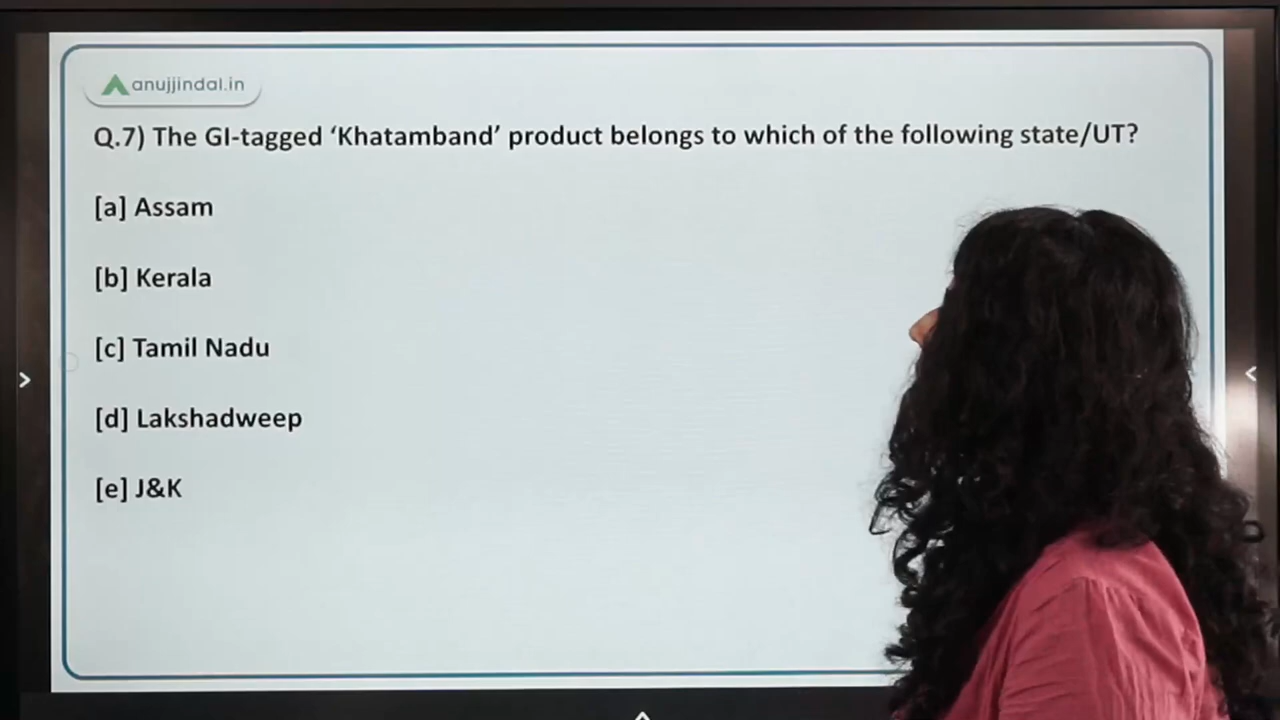 anujjindal.in
Q.7) The GI-tagged ‘Khatamband’ product belongs to which of the following state/UT?
[a] Assam
[b] Kerala
[c] Tamil Nadu
[d] Lakshadweep
[e] J&K